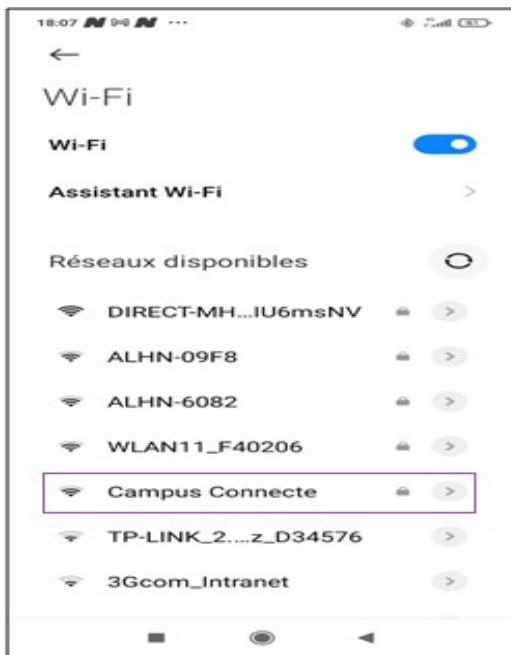 18:07
Wi-Fi
Wi-Fi
Assistant Wi-Fi
Réseaux disponibles
DIRECT-MH...IU6msNV
ALHN-09F8
ALHN-6082
WLAN11_F40206
Campus Connecte
TP-LINK_2....z_D34576
3Gcom_Intranet